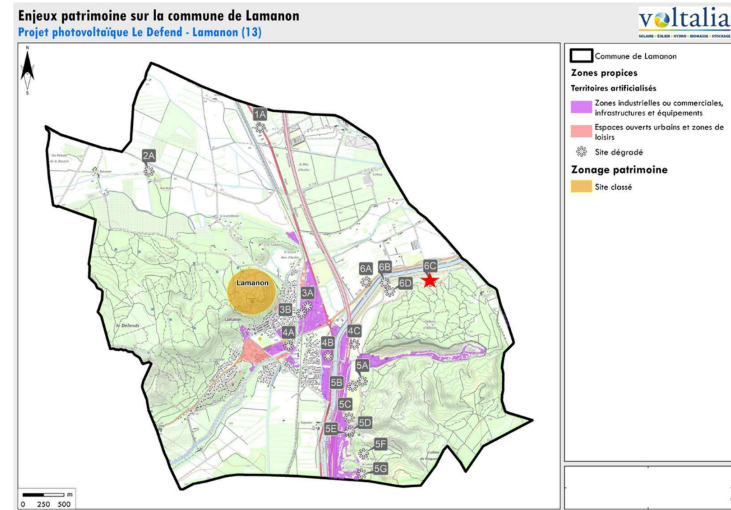 Enjeux patrimoine sur la commune de Lamanon
Projet photovoltaïque Le Defend - Lamanon (13)
voltalia
SOLAIRE - ÉOLIEN - HYDRO - BIOMASSE - STOCKAGE
N
S
1A
2A
Lamanon
3A
3B
4A
4B
4C
5A
5B
5C
5D
5E
5F
5G
6A
6B
6C
6D
le Défends
m
0 250 500
Commune de Lamanon
Zones propices
Territoires artificialisés
Zones industrielles ou commerciales,
infrastructures et équipements
Espaces ouverts urbains et zones de
loisirs
Site dégradé
Zonage patrimoine
Site classé